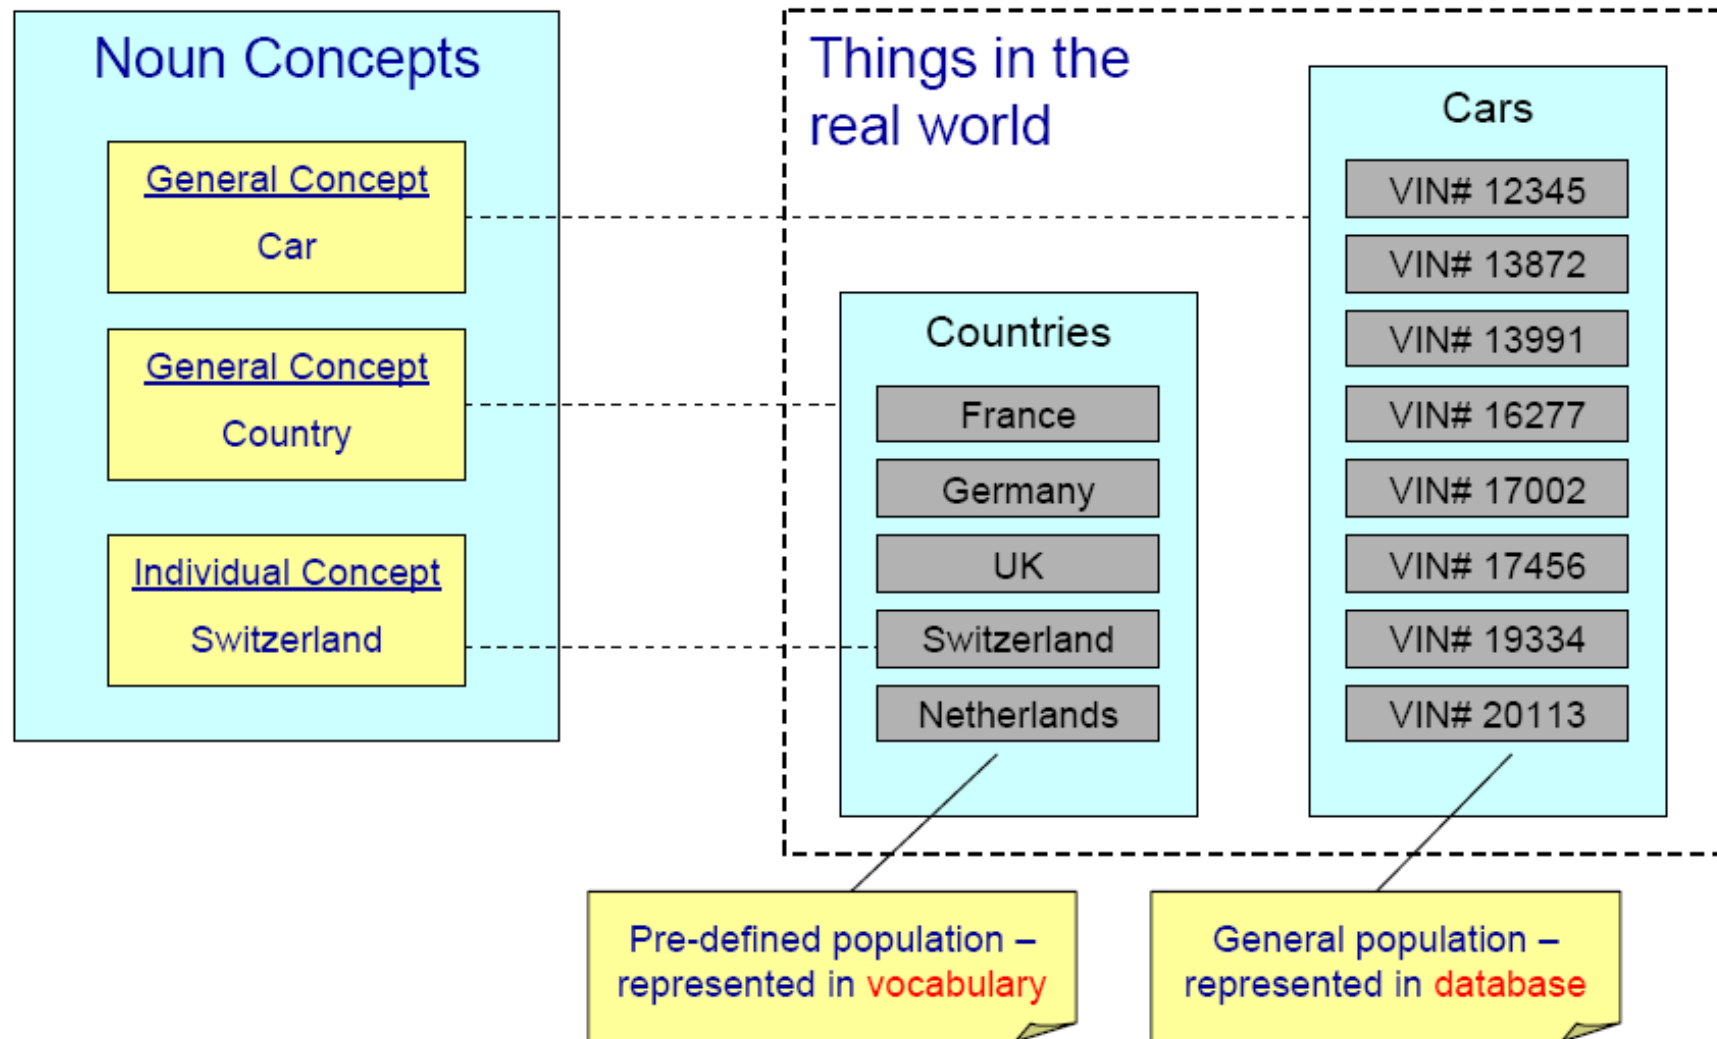 Noun Concepts
General Concept
Car
General Concept
Country
Individual Concept
Switzerland
Things in the
real world
Countries
France
Germany
UK
Switzerland
Netherlands
Cars
VIN# 12345
VIN# 13872
VIN# 13991
VIN# 16277
VIN# 17002
VIN# 17456
VIN# 19334
VIN# 20113
Pre-defined population –
represented in vocabulary
General population –
represented in database